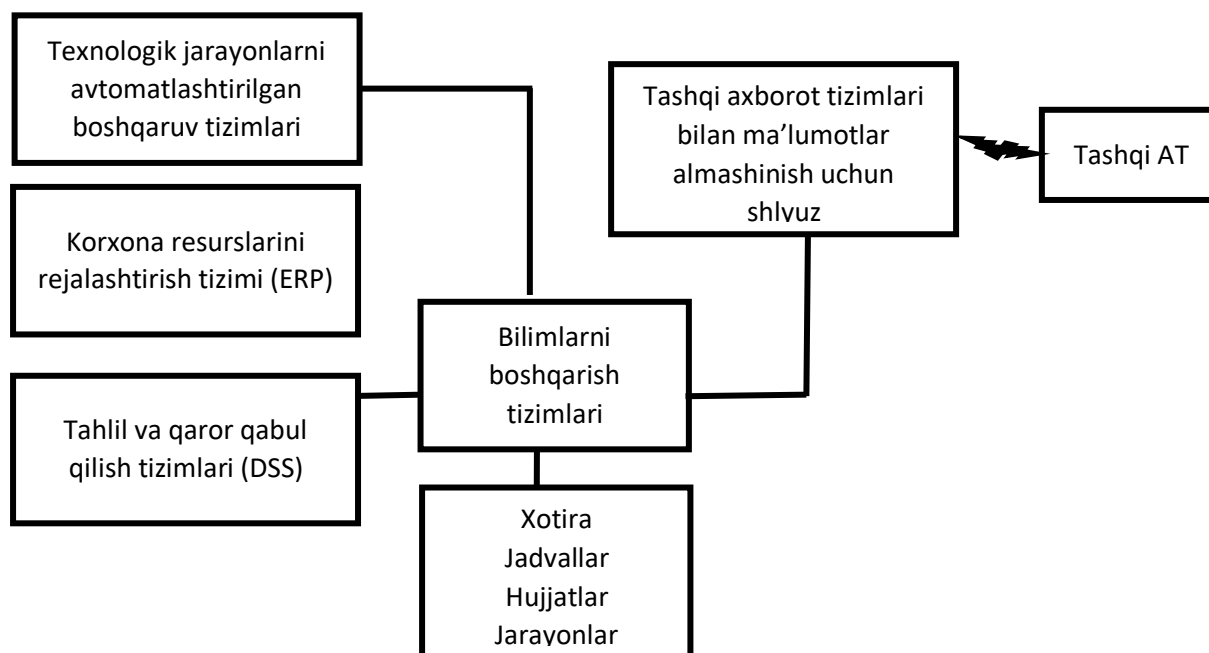 Texnologik jarayonlarni
avtomatlashtirilgan
boshqaruv tizimlari
Korxona resurslarini
rejalashtirish tizimi (ERP)
Tahlil va qaror qabul
qilish tizimlari (DSS)
Bilimlarni
boshqarish
tizimlari
Xotira
Jadvallar
Hujjatlar
Jarayonlar
Tashqi axborot tizimlari
bilan ma’lumotlar
almashinish uchun
shlvuz
Tashqi AT